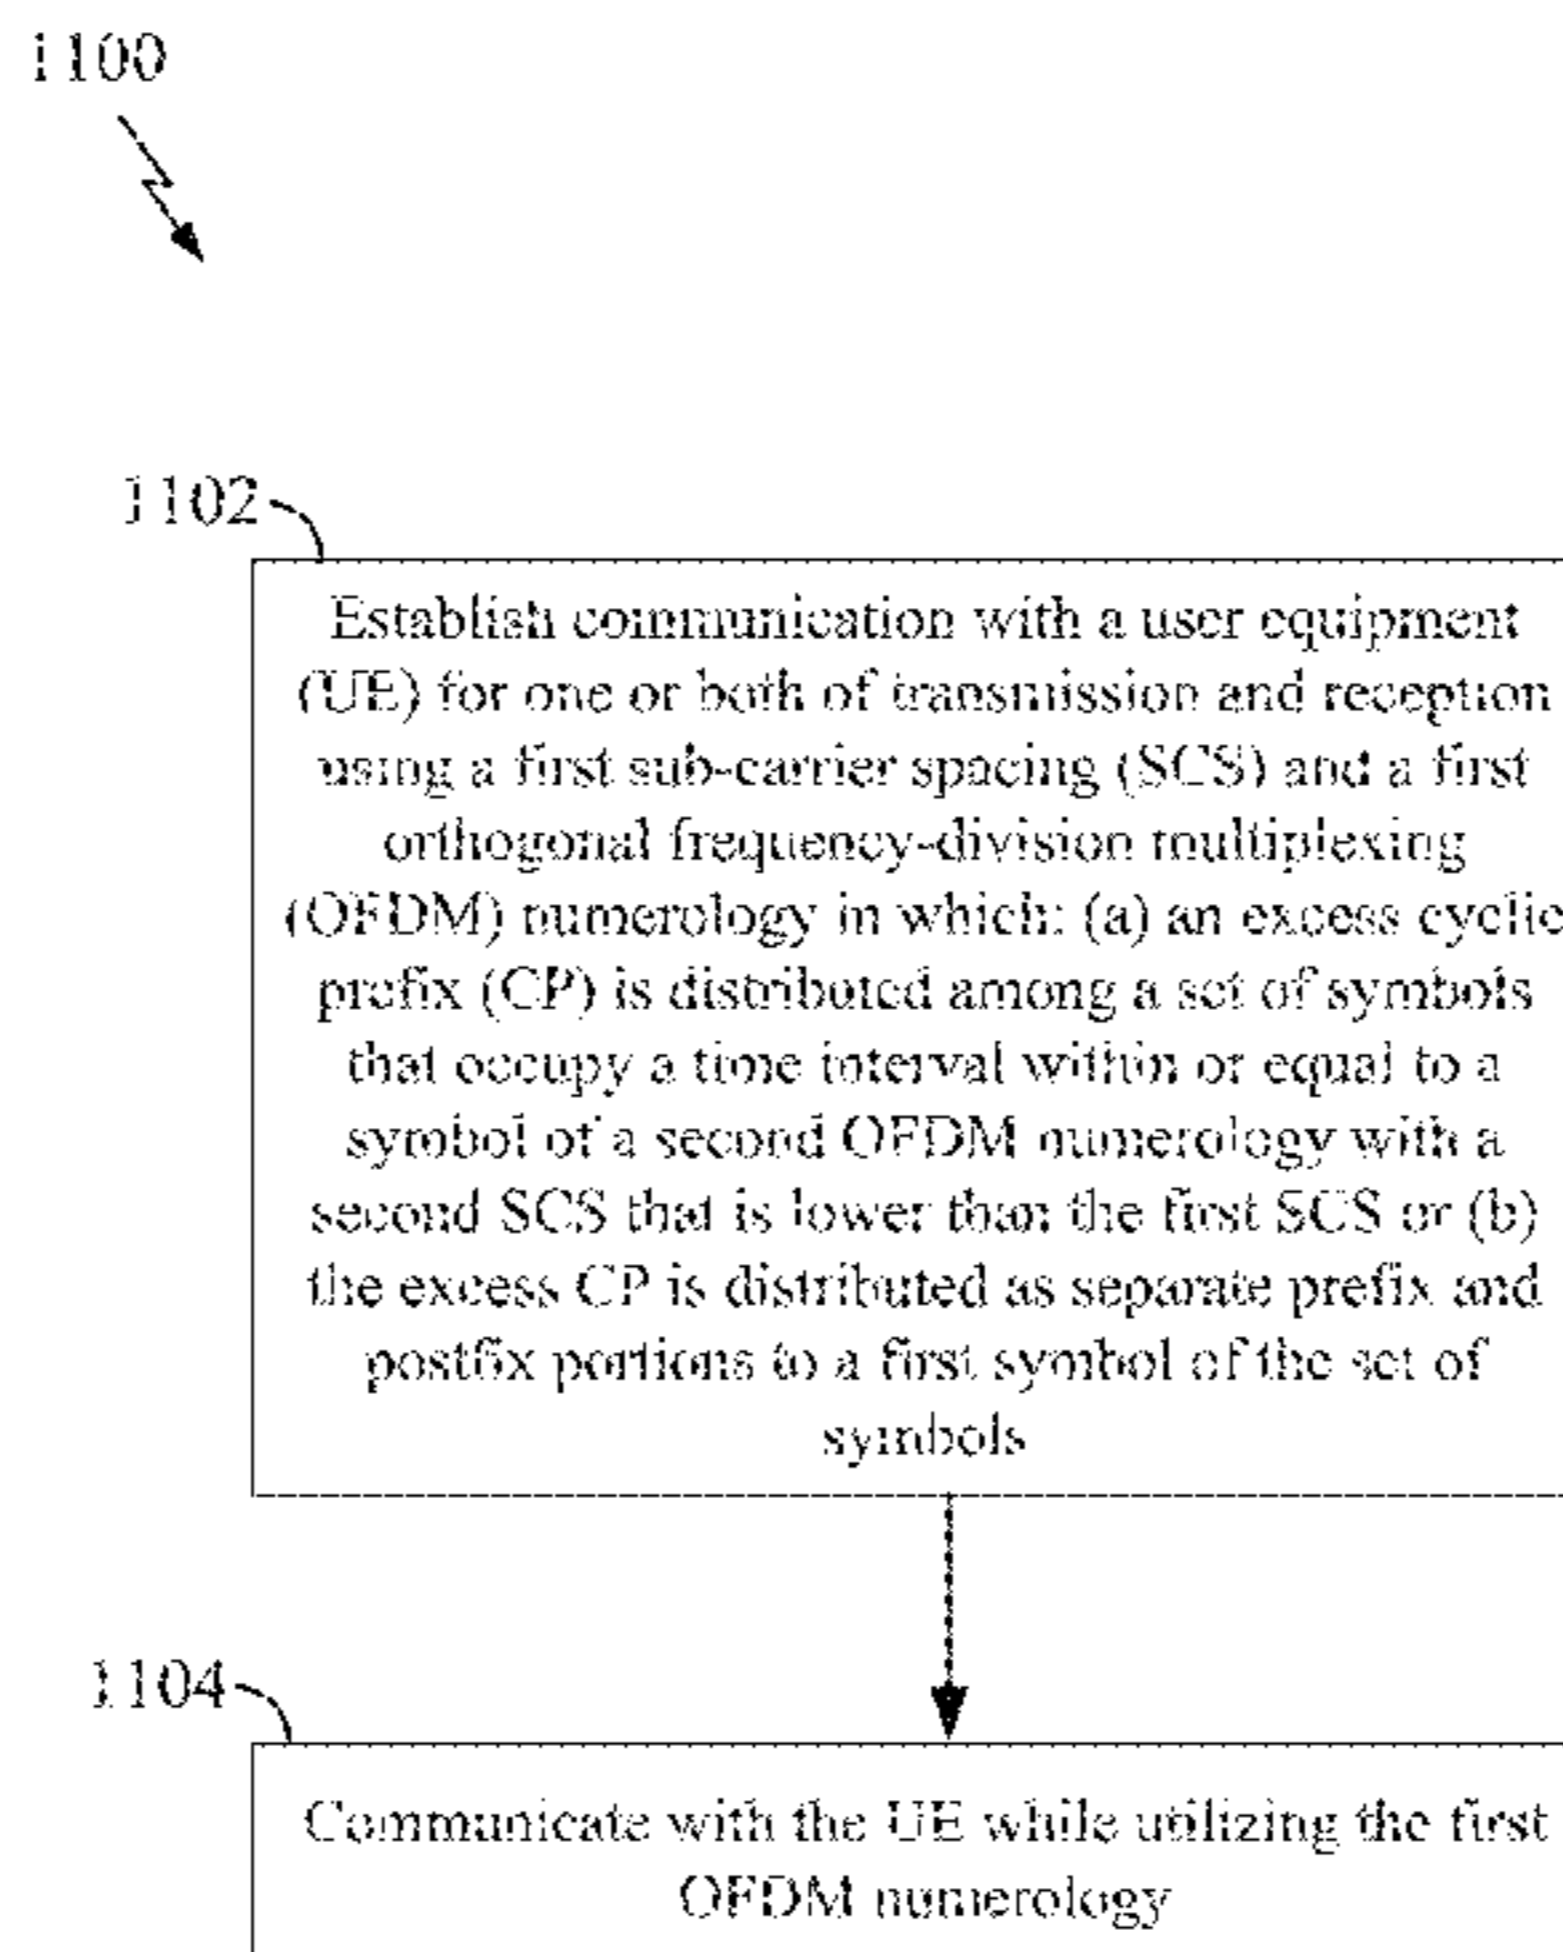 1100
1102
Establish communication with a user equipment
(UE) for one or both of transmission and reception
using a first sub-carrier spacing (SCS) and a first
orthogonal frequency-division multiplexing
(OFDM) numerology in which: (a) an excess cyclic
prefix (CP) is distributed among a set of symbols
that occupy a time interval within or equal to a
symbol of a second OFDM numerology with a
second SCS that is lower than the first SCS or (b)
the excess CP is distributed as separate prefix and
postfix portions to a first symbol of the set of
symbols
1104
Communicate with the UE while utilizing the first
OFDM numerology